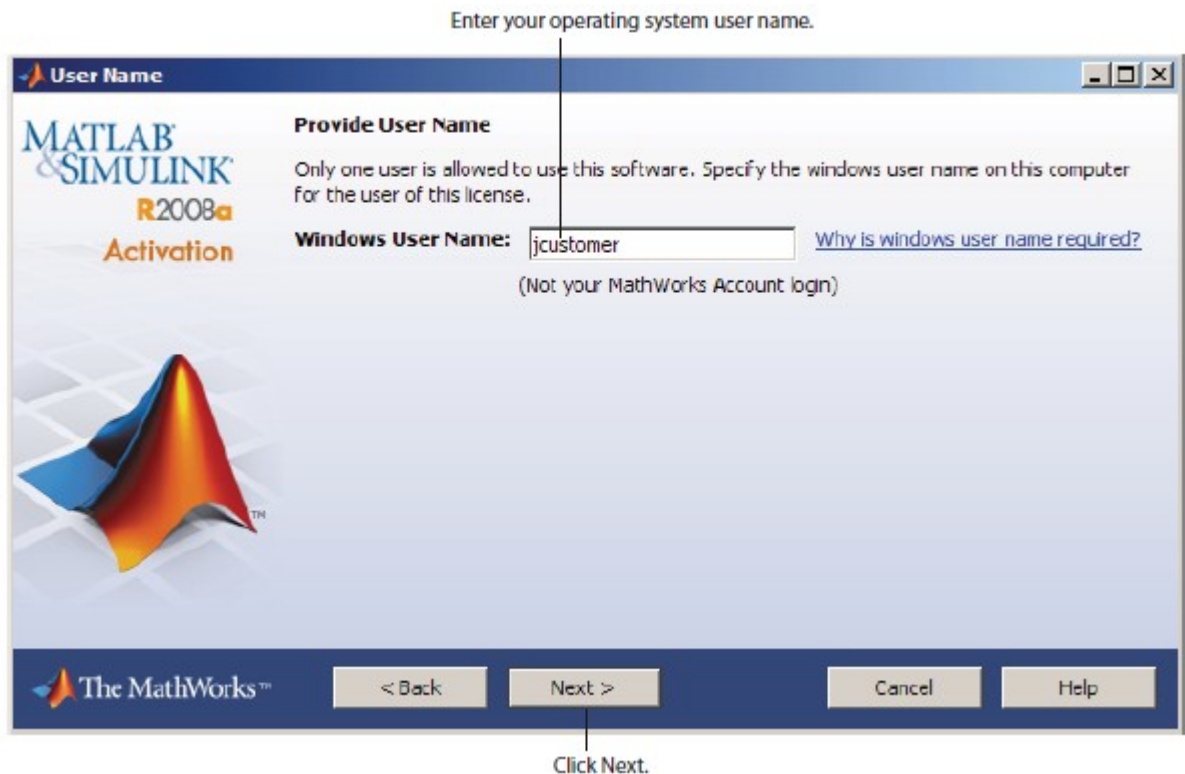 Enter your operating system user name.
User Name
MATLAB
&SIMULINK
R2008a
Activation
Provide User Name
Only one user is allowed to use this software. Specify the windows user name on this computer
for the user of this license.
Windows User Name: jcustomer Why is windows user name required?
(Not your MathWorks Account login)
TM
The MathWorks™ < Back Next > Cancel Help
Click Next.